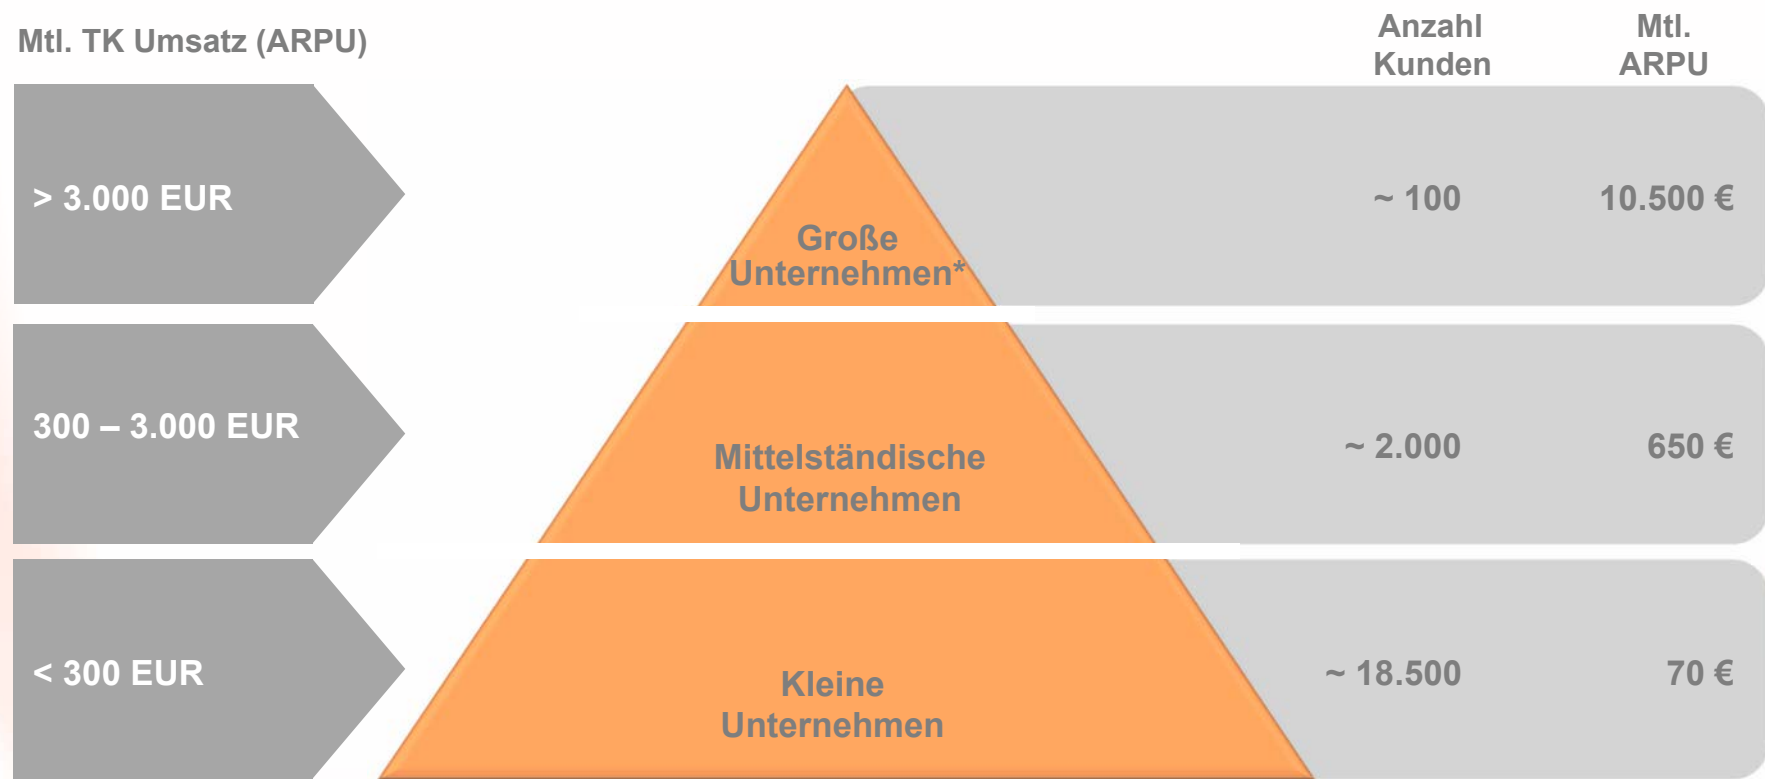 Mtl. TK Umsatz (ARPU)
Anzahl
Kunden
Mtl.
ARPU
> 3.000 EUR
Große
Unternehmen*
~ 100
10.500 €
300 – 3.000 EUR
Mittelständische
Unternehmen
~ 2.000
650 €
< 300 EUR
Kleine
Unternehmen
~ 18.500
70 €